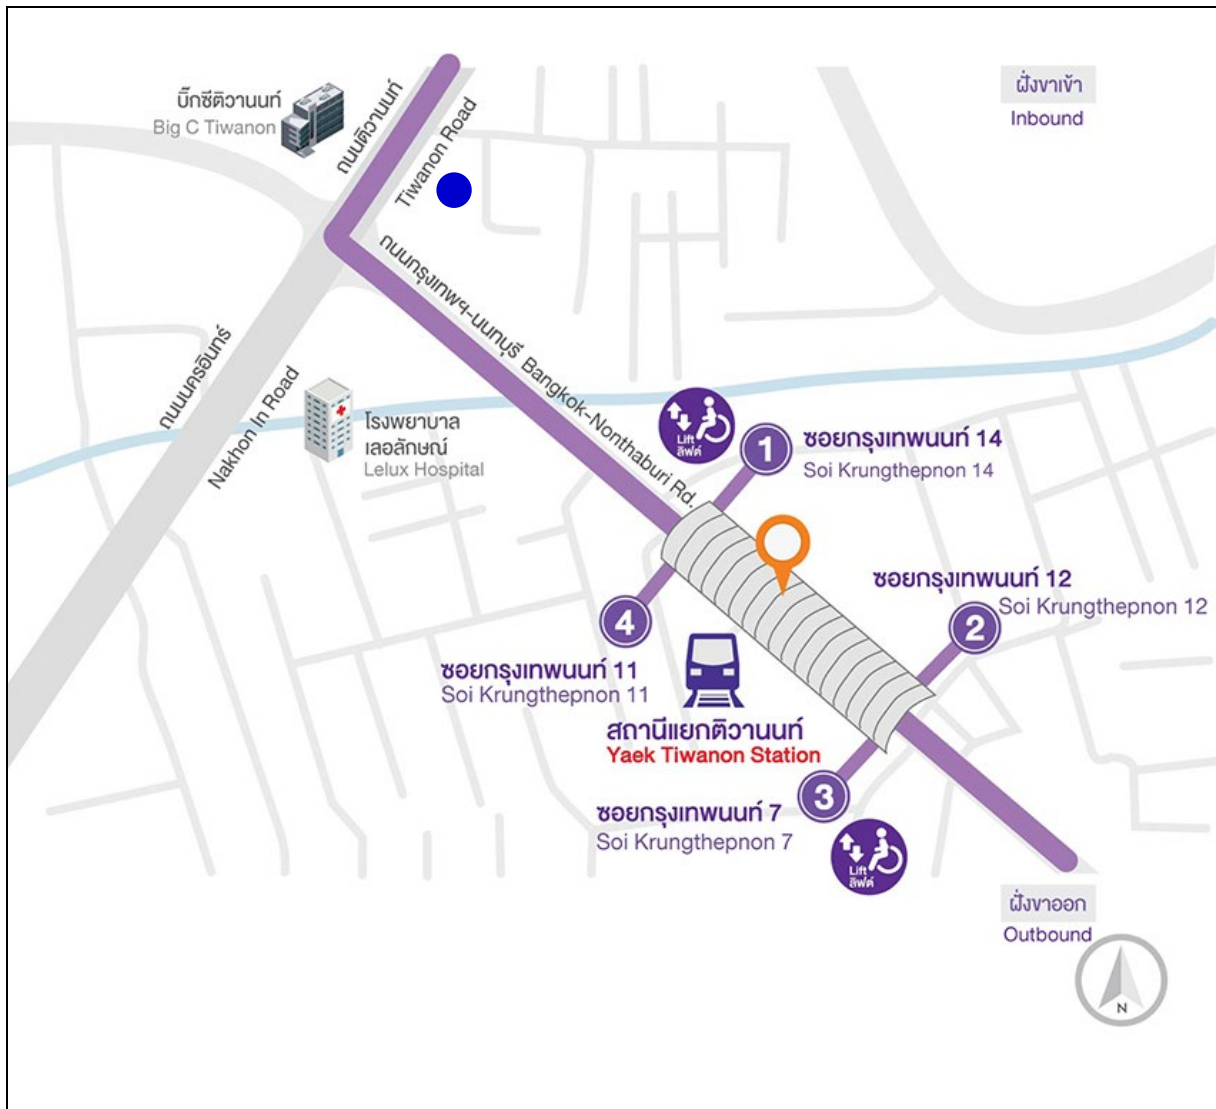 บิ๊กซีติวานนท์
Big C Tiwanon
ถนนติวานนท์
Tiwanon Road
ฝั่งขาเข้า
Inbound
ถนนกรุงเทพฯ-นนทบุรี Bangkok-Nonthaburi Rd.
ถนนนครอินทร์
Nakhon In Road
โรงพยาบาล
เลอลักษณ์
Lelux Hospital
Lift
ลิฟต์
1
ซอยกรุงเทพนนท์ 14
Soi Krungthepnon 14
ซอยกรุงเทพนนท์ 12
Soi Krungthepnon 12
2
4
ซอยกรุงเทพนนท์ 11
Soi Krungthepnon 11
สถานีแยกติวานนท์
Yaek Tiwanon Station
3
ซอยกรุงเทพนนท์ 7
Soi Krungthepnon 7
Lift
ลิฟต์
ฝั่งขาออก
Outbound
N